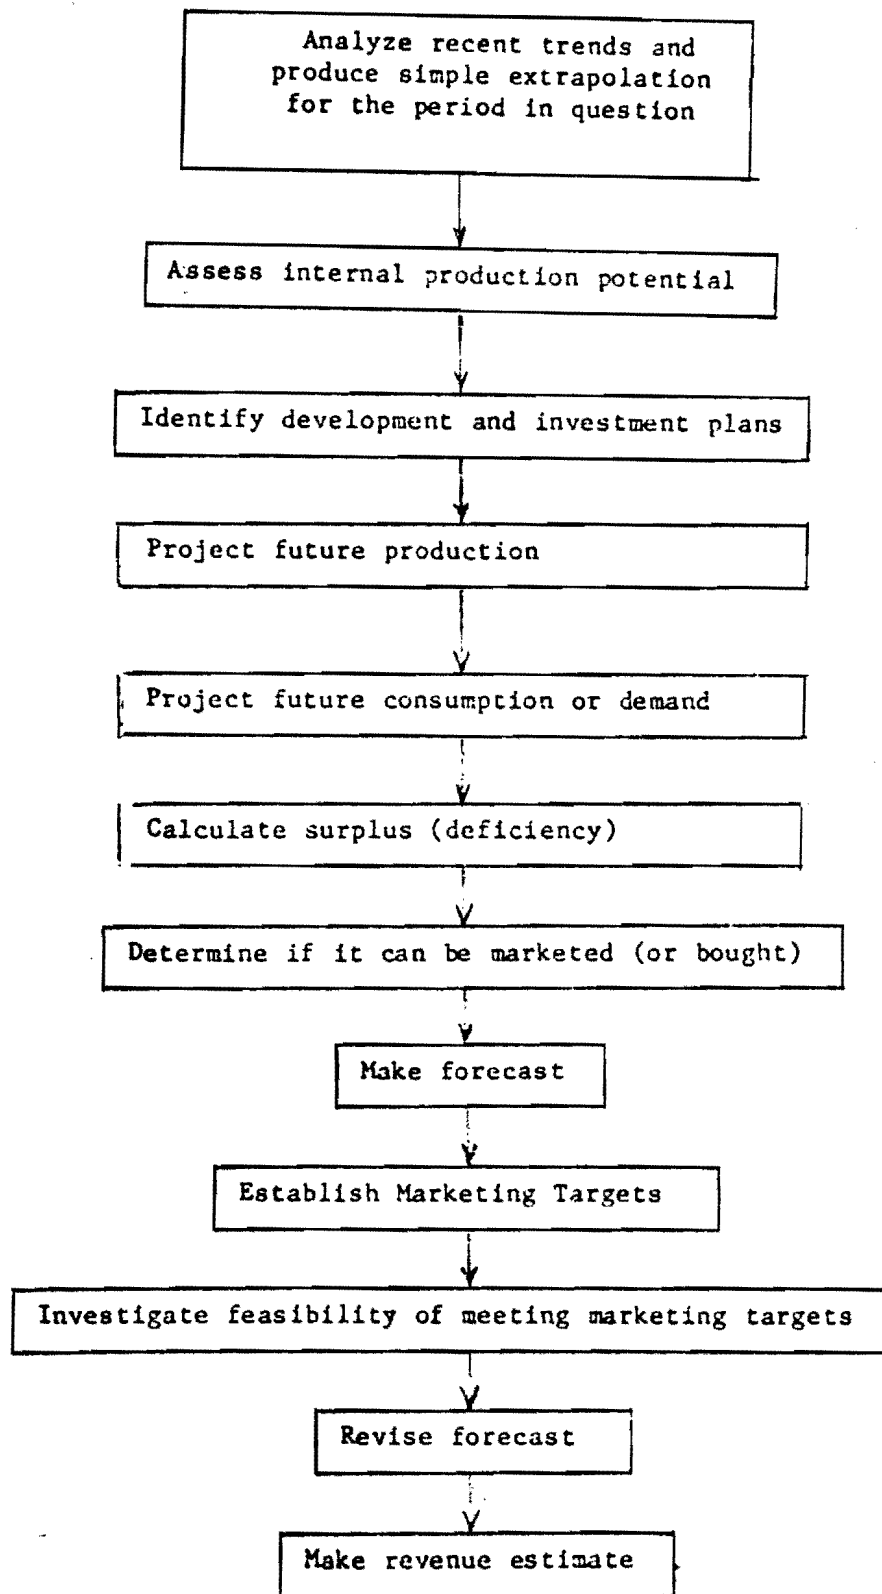 Analyze recent trends and
produce simple extrapolation
for the period in question
Assess internal production potential
Identify development and investment plans
Project future production
Project future consumption or demand
Calculate surplus (deficiency)
Determine if it can be marketed (or bought)
Make forecast
Establish Marketing Targets
Investigate feasibility of meeting marketing targets
Revise forecast
Make revenue estimate